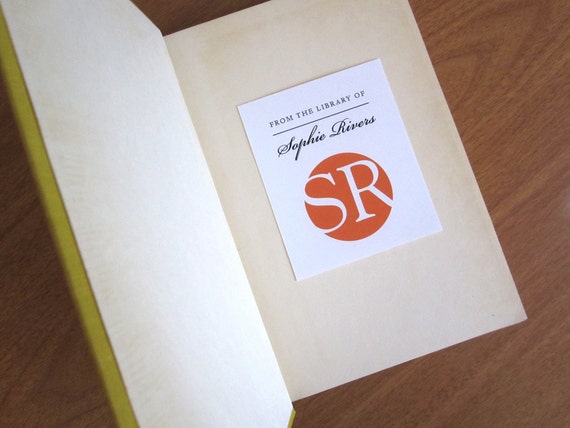 FROM THE LIBRARY OF
Sophie Rivers
SR